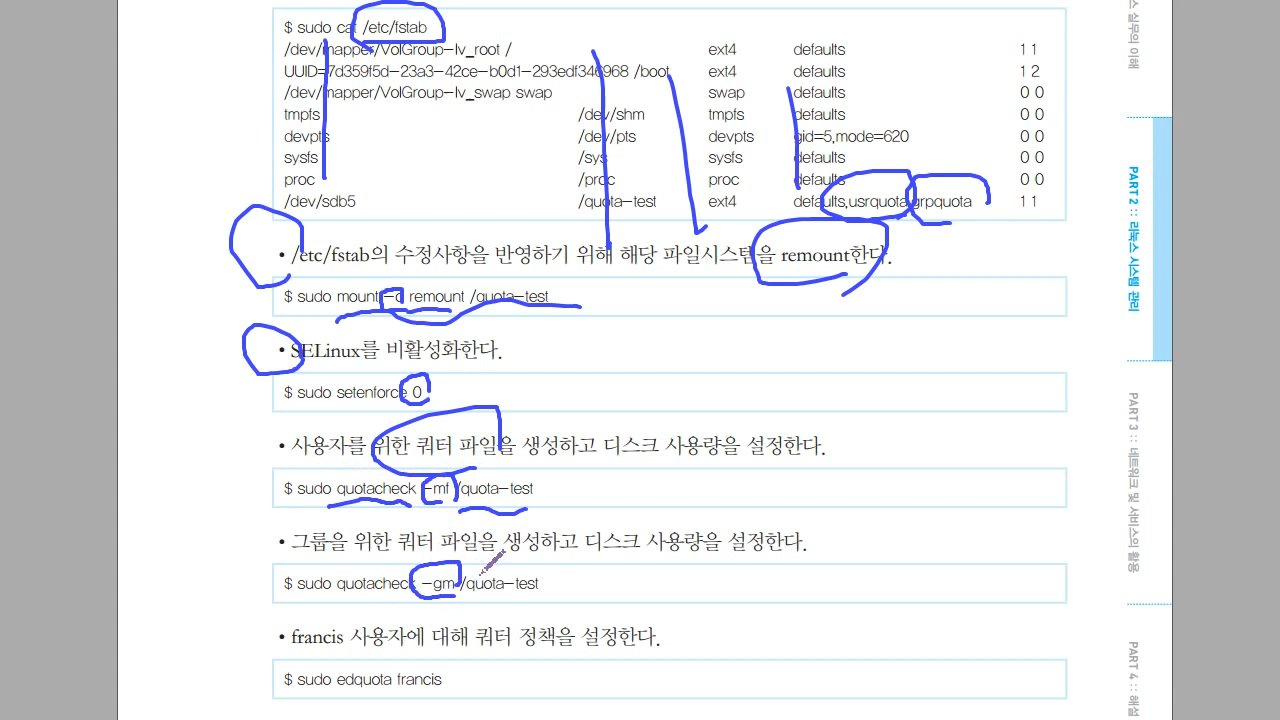 $ sudo cat /etc/fstab
/dev/mapper/VolGroup-lv_root / ext4 defaults 1 1
/boot ext4 defaults 1 2
/dev/mapper/VolGroup-lv_swap swap swap defaults 0 0
tmpfs /dev/shm tmpfs defaults 0 0
devpts /dev/pts devpts gid=5,mode=620 0 0
sysfs /sys sysfs defaults 0 0
proc /proc proc defaults 0 0
/dev/sdb5 /quota-test ext4 defaults,usrquota,grpquota 1 1
• /etc/fstab의 수정사항을 반영하기 위해 해당 파일시스템을 remount한다.
$ sudo mount -o remount /quota-test
• SELinux를 비활성화한다.
$ sudo setenforce 0
• 사용자를 위한 쿼터 파일을 생성하고 디스크 사용량을 설정한다.
$ sudo quotacheck -mf /quota-test
• 그룹을 위한 쿼터 파일을 생성하고 디스크 사용량을 설정한다.
$ sudo quotacheck -gm /quota-test
• francis 사용자에 대해 쿼터 정책을 설정한다.
$ sudo edquota francis
스 실무의 이해
PART 2 :: 리눅스 시스템 관리
PART 3 :: 네트워크 및 서비스의 활용
PART 4 :: 해설